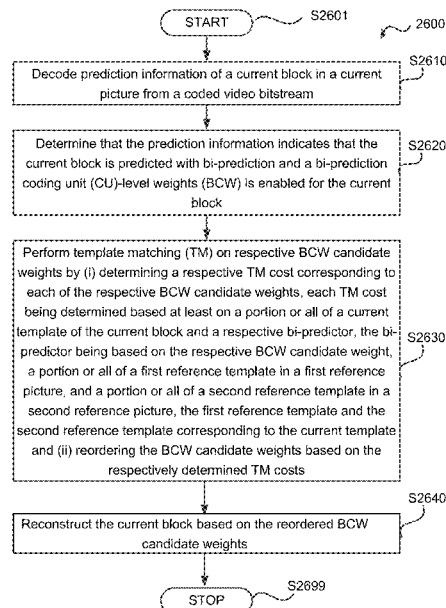 START
S2601
2600
S2610
Decode prediction information of a current block in a current
picture from a coded video bitstream
Determine that the prediction information indicates that the
current block is predicted with bi-prediction and a bi-prediction
coding unit (CU)-level weights (BCW) is enabled for the current
block
S2620
Perform template matching (TM) on respective BCW candidate
weights by (i) determining a respective TM cost corresponding to
each of the respective BCW candidate weights, each TM cost
being determined based at least on a portion or all of a current
template of the current block and a respective bi-predictor, the bi-
predictor being based on the respective BCW candidate weight,
a portion or all of a first reference template in a first reference
picture, and a portion or all of a second reference template in a
second reference picture, the first reference template and the
second reference template corresponding to the current template
and (ii) reordering the BCW candidate weights based on the
respectively determined TM costs
S2630
S2640
Reconstruct the current block based on the reordered BCW
candidate weights
STOP
S2699